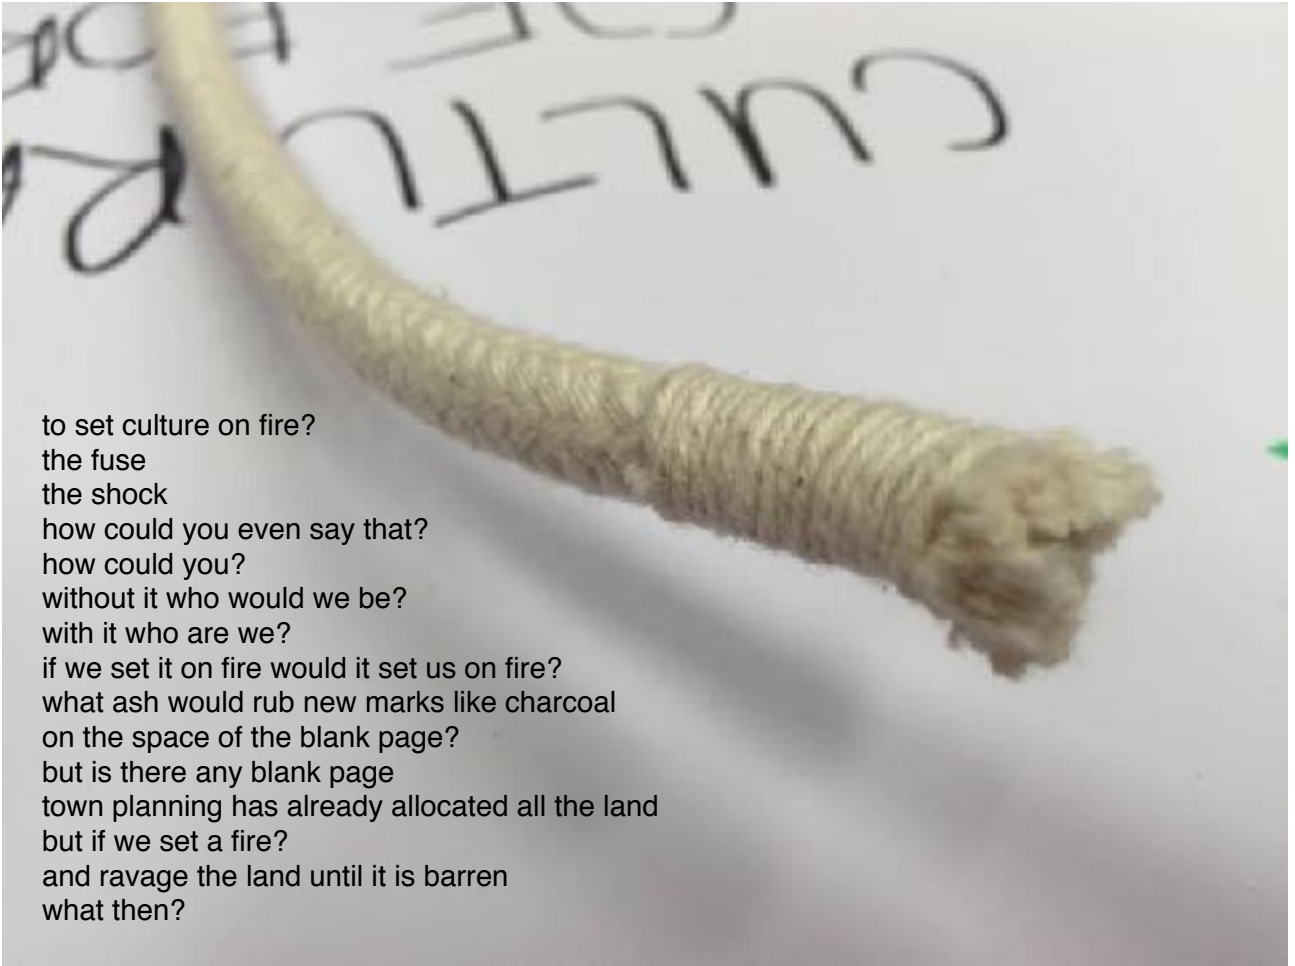 CULTUR
to set culture on fire?
the fuse
the shock
how could you even say that?
how could you?
without it who would we be?
with it who are we?
if we set it on fire would it set us on fire?
what ash would rub new marks like charcoal
on the space of the blank page?
but is there any blank page
town planning has already allocated all the land
but if we set a fire?
and ravage the land until it is barren
what then?